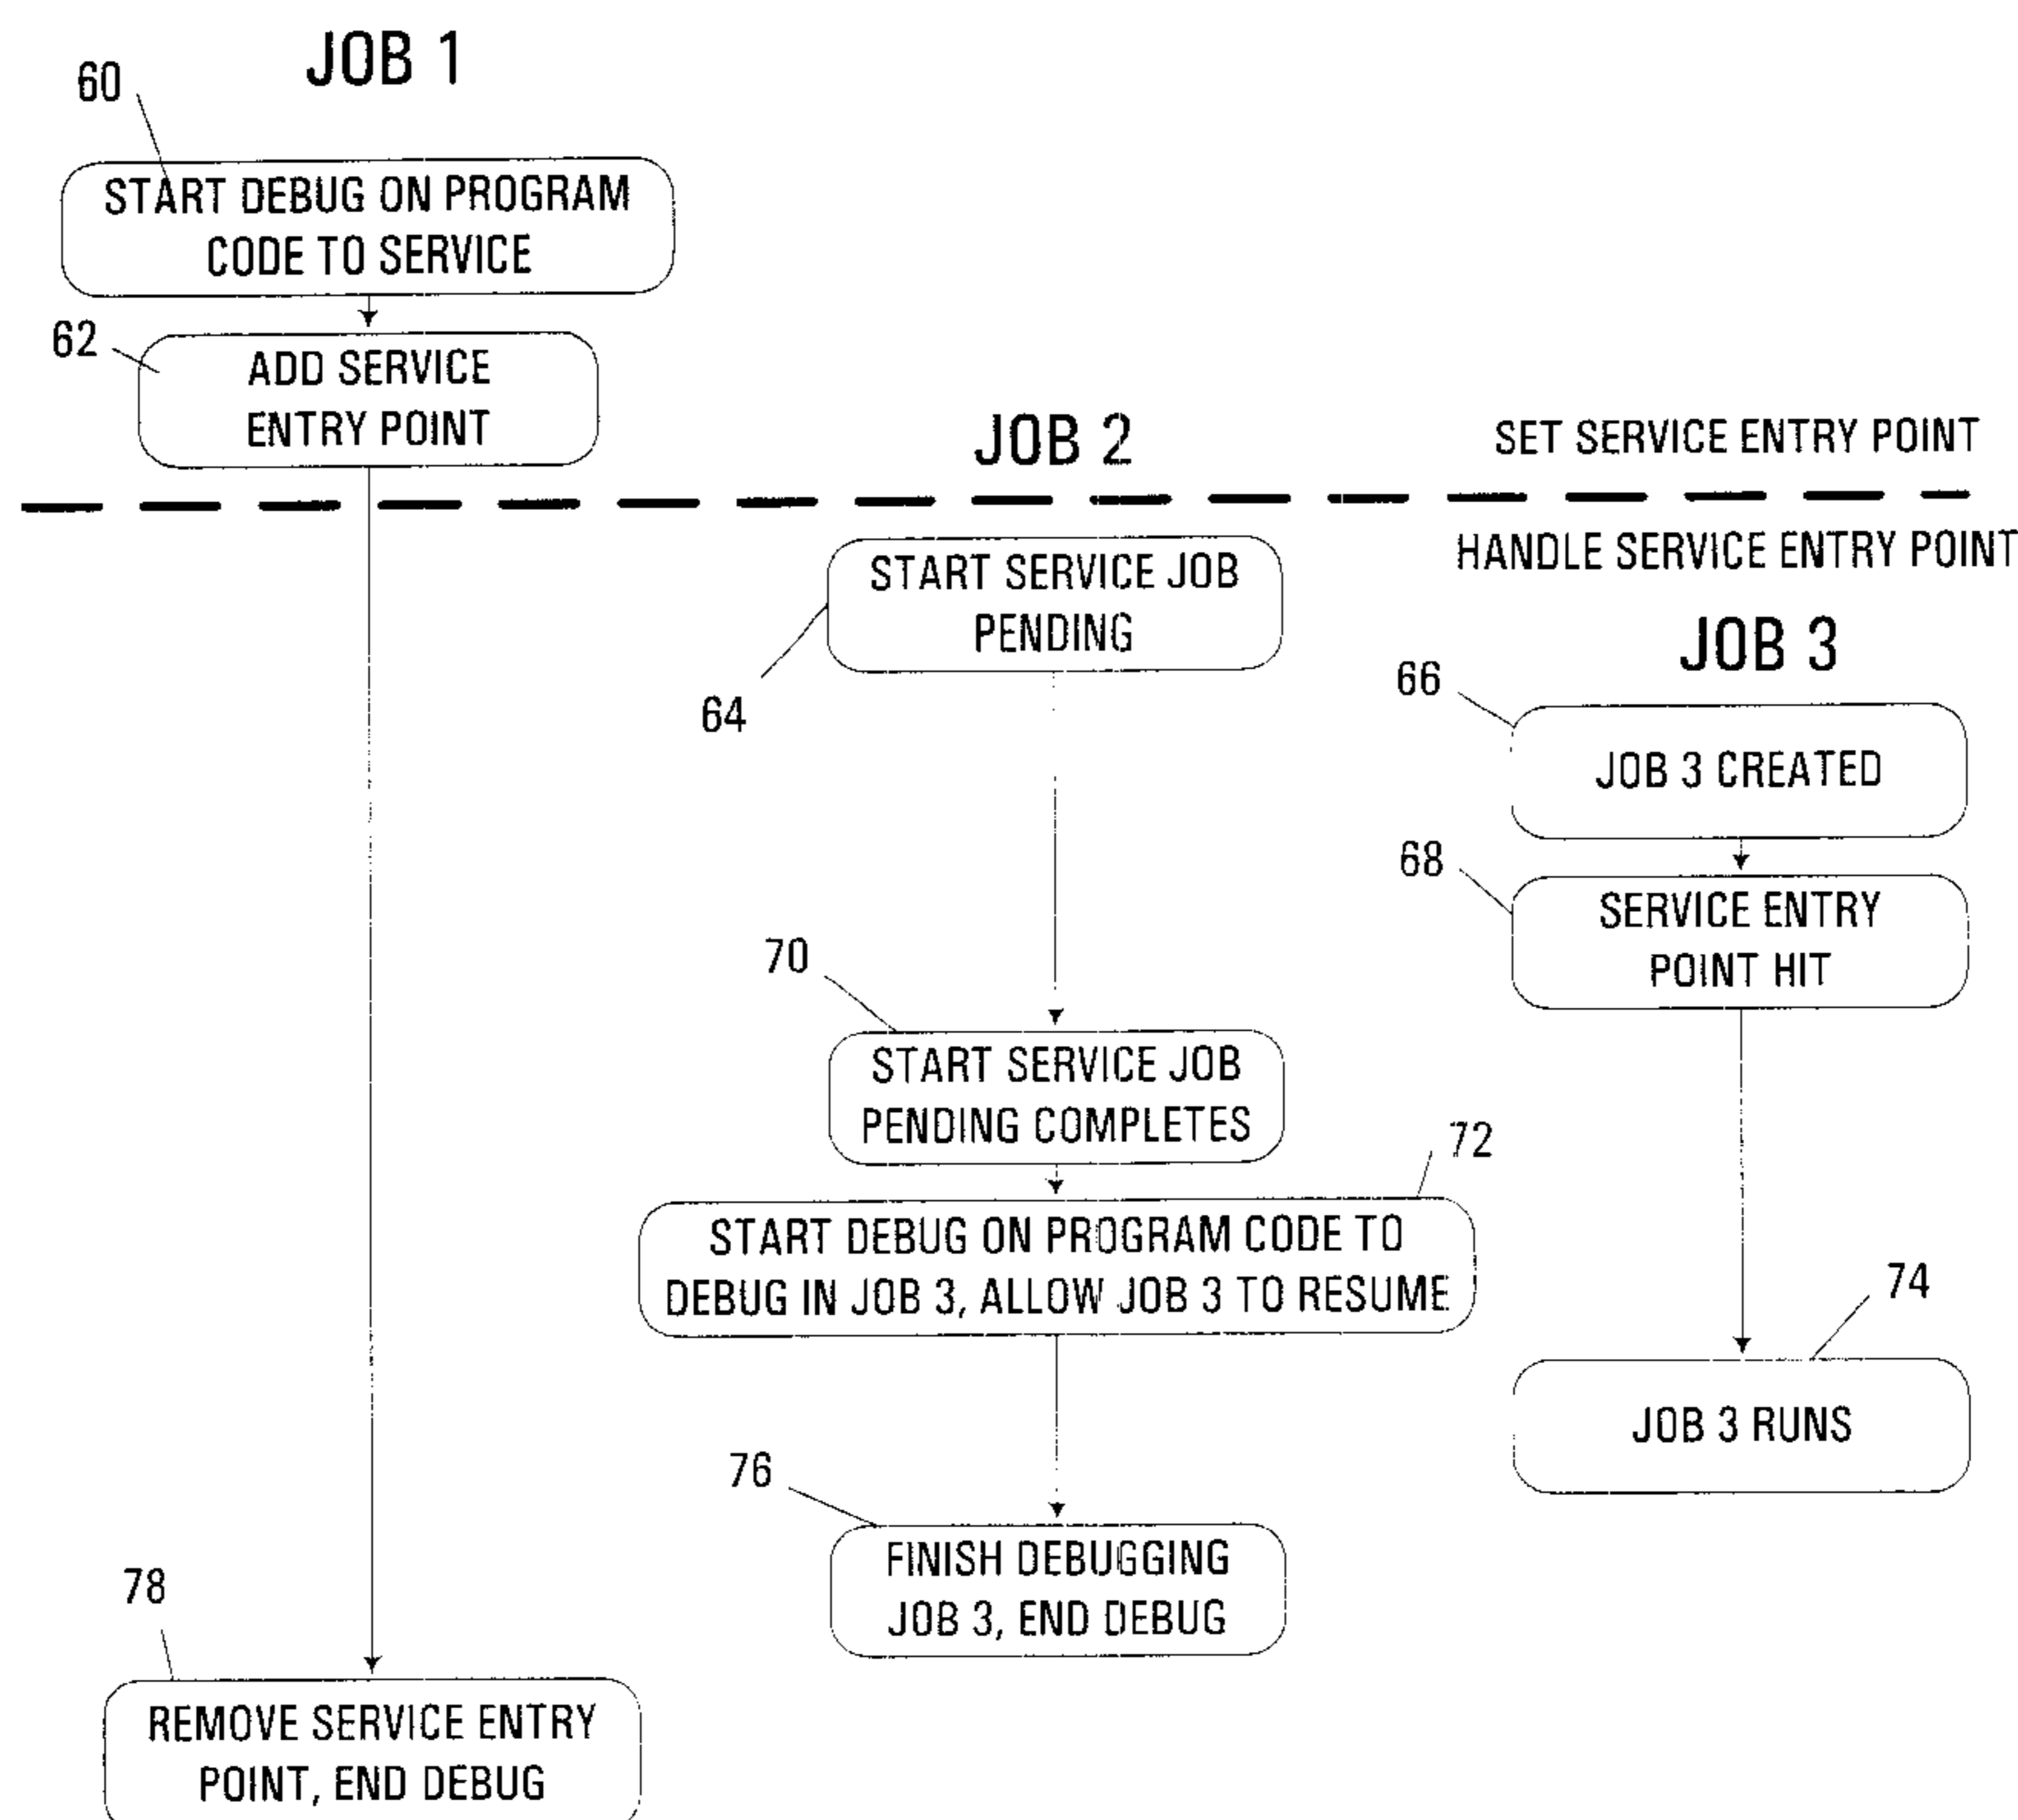 JOB 1
60
START DEBUG ON PROGRAM
CODE TO SERVICE
62
ADD SERVICE
ENTRY POINT
JOB 2
SET SERVICE ENTRY POINT
HANDLE SERVICE ENTRY POINT
START SERVICE JOB
PENDING
64
JOB 3
66
JOB 3 CREATED
68
SERVICE ENTRY
POINT HIT
70
START SERVICE JOB
PENDING COMPLETES
72
START DEBUG ON PROGRAM CODE TO
DEBUG IN JOB 3, ALLOW JOB 3 TO RESUME
74
JOB 3 RUNS
76
FINISH DEBUGGING
JOB 3, END DEBUG
78
REMOVE SERVICE ENTRY
POINT, END DEBUG